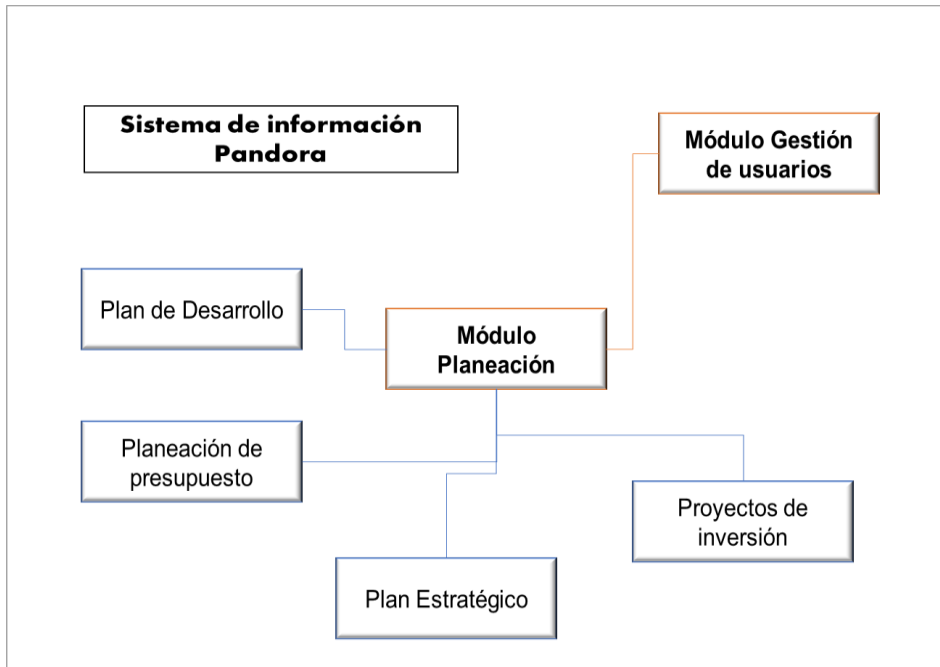 Sistema de información
Pandora
Módulo Gestión
de usuarios
Plan de Desarrollo
Módulo
Planeación
Planeación de
presupuesto
Proyectos de
inversión
Plan Estratégico